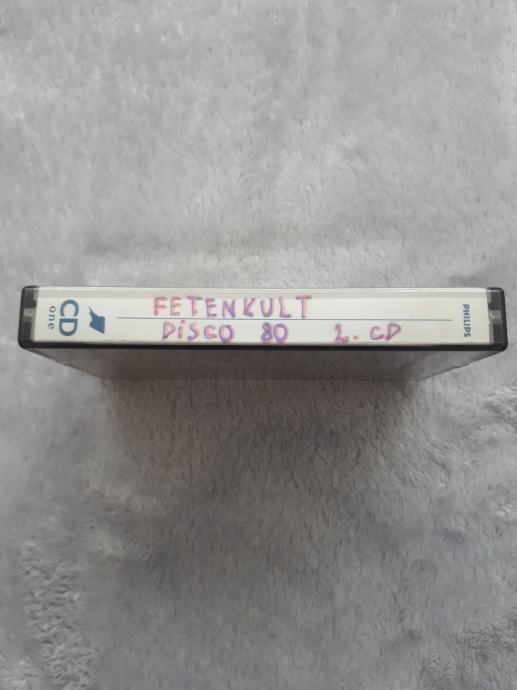 CD
one
FETENKULT
DiSCO 80 2. CD
PHILIPS